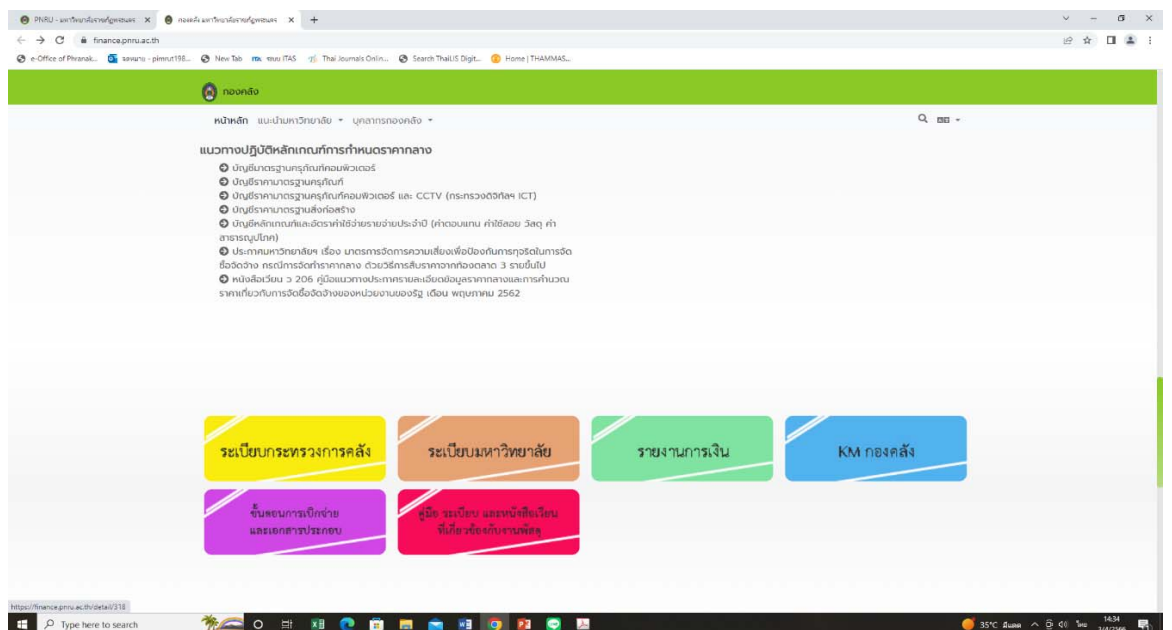 PNRU - มหาวิทยาลัยราชภัฏพระนคร
กองคลัง มหาวิทยาลัยราชภัฏพระนคร
finance.pnru.ac.th
e-Office of Phranak...
จดหมาย - pimrut198...
New Tab
ITA ระบบ ITAS
Thai Journals Onlin...
Search ThaiLIS Digit...
Home | THAMMAS...
กองคลัง
หน้าหลัก แนะนำมหาวิทยาลัย บุคลากรกองคลัง
แนวทางปฏิบัติหลักเกณฑ์การกำหนดราคากลาง
บัญชีมาตรฐานครุภัณฑ์คอมพิวเตอร์
บัญชีราคามาตรฐานครุภัณฑ์
บัญชีราคามาตรฐานครุภัณฑ์คอมพิวเตอร์ และ CCTV (กระทรวงดิจิทัลฯ ICT)
บัญชีราคามาตรฐานสิ่งก่อสร้าง
บัญชีหลักเกณฑ์และอัตราค่าใช้จ่ายรายจ่ายประจำปี (ค่าตอบแทน ค่าใช้สอย วัสดุ ค่า
สาธารณูปโภค)
ประกาศมหาวิทยาลัยฯ เรื่อง มาตรการจัดการความเสี่ยงเพื่อป้องกันการทุจริตในการจัด
ซื้อจัดจ้าง กรณีการจัดทำราคากลาง ด้วยวิธีการสืบราคาจากท้องตลาด 3 รายขึ้นไป
หนังสือเวียน ว 206 คู่มือแนวทางประกาศรายละเอียดข้อมูลราคากลางและการคำนวณ
ราคาเกี่ยวกับการจัดซื้อจัดจ้างของหน่วยงานของรัฐ เดือน พฤษภาคม 2562
ระเบียบกระทรวงการคลัง
ระเบียบมหาวิทยาลัย
รายงานการเงิน
KM กองคลัง
ขั้นตอนการเบิกจ่าย
และเอกสารประกอบ
คู่มือ ระเบียบ และหนังสือเวียน
ที่เกี่ยวข้องกับงานพัสดุ
https://finance.pnru.ac.th/detail/318
Type here to search
35°C มีแดด
ไทย
14:34
3/4/2566